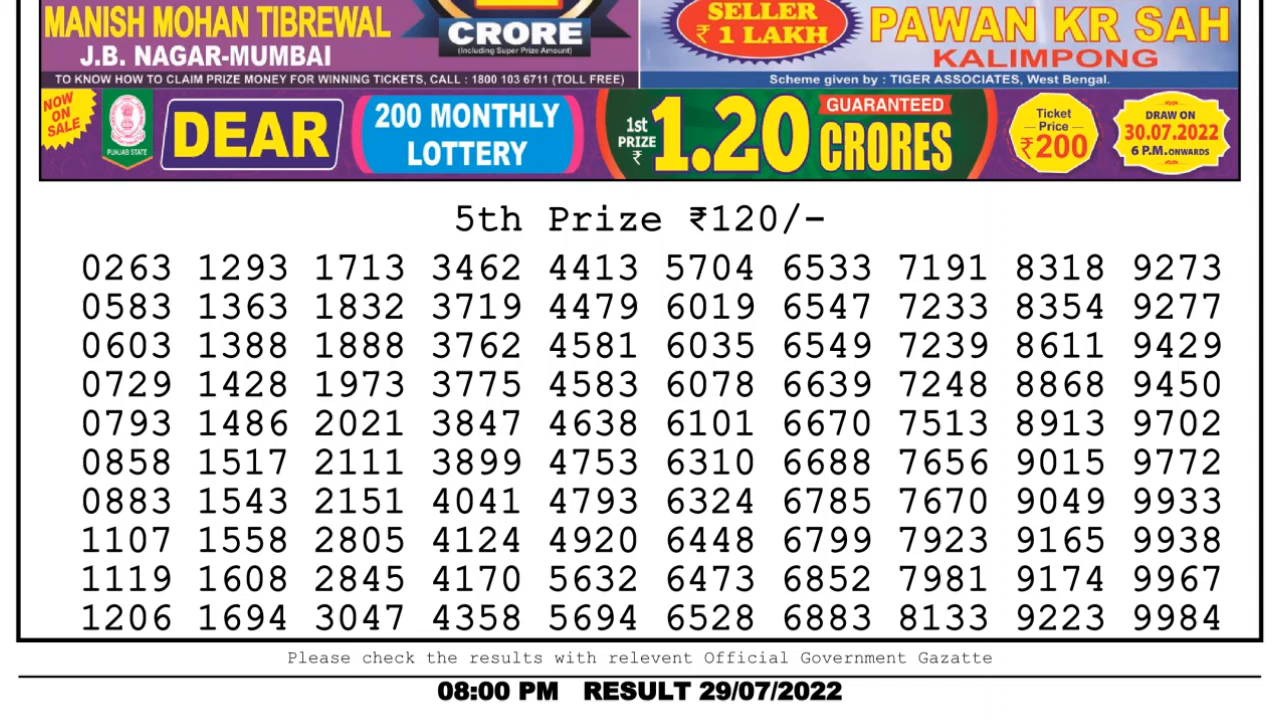 MANISH MOHAN TIBREWAL
J.B. NAGAR-MUMBAI
CRORE
(Including Super Prize Amount)
SELLER
₹ 1 LAKH
PAWAN KR SAH
KALIMPONG
TO KNOW HOW TO CLAIM PRIZE MONEY FOR WINNING TICKETS, CALL : 1800 103 6711 (TOLL FREE)
Scheme given by : TIGER ASSOCIATES, West Bengal.
NOW
ON
SALE
PUNJAB STATE
DEAR
200 MONTHLY
LOTTERY
1st
PRIZE
₹
1.20
GUARANTEED
CRORES
Ticket
Price
₹200
DRAW ON
30.07.2022
6 P.M. ONWARDS
5th Prize ₹120/-
0263 1293 1713 3462 4413 5704 6533 7191 8318 9273
0583 1363 1832 3719 4479 6019 6547 7233 8354 9277
0603 1388 1888 3762 4581 6035 6549 7239 8611 9429
0729 1428 1973 3775 4583 6078 6639 7248 8868 9450
0793 1486 2021 3847 4638 6101 6670 7513 8913 9702
0858 1517 2111 3899 4753 6310 6688 7656 9015 9772
0883 1543 2151 4041 4793 6324 6785 7670 9049 9933
1107 1558 2805 4124 4920 6448 6799 7923 9165 9938
1119 1608 2845 4170 5632 6473 6852 7981 9174 9967
1206 1694 3047 4358 5694 6528 6883 8133 9223 9984
Please check the results with relevent Official Government Gazatte
08:00 PM RESULT 29/07/2022